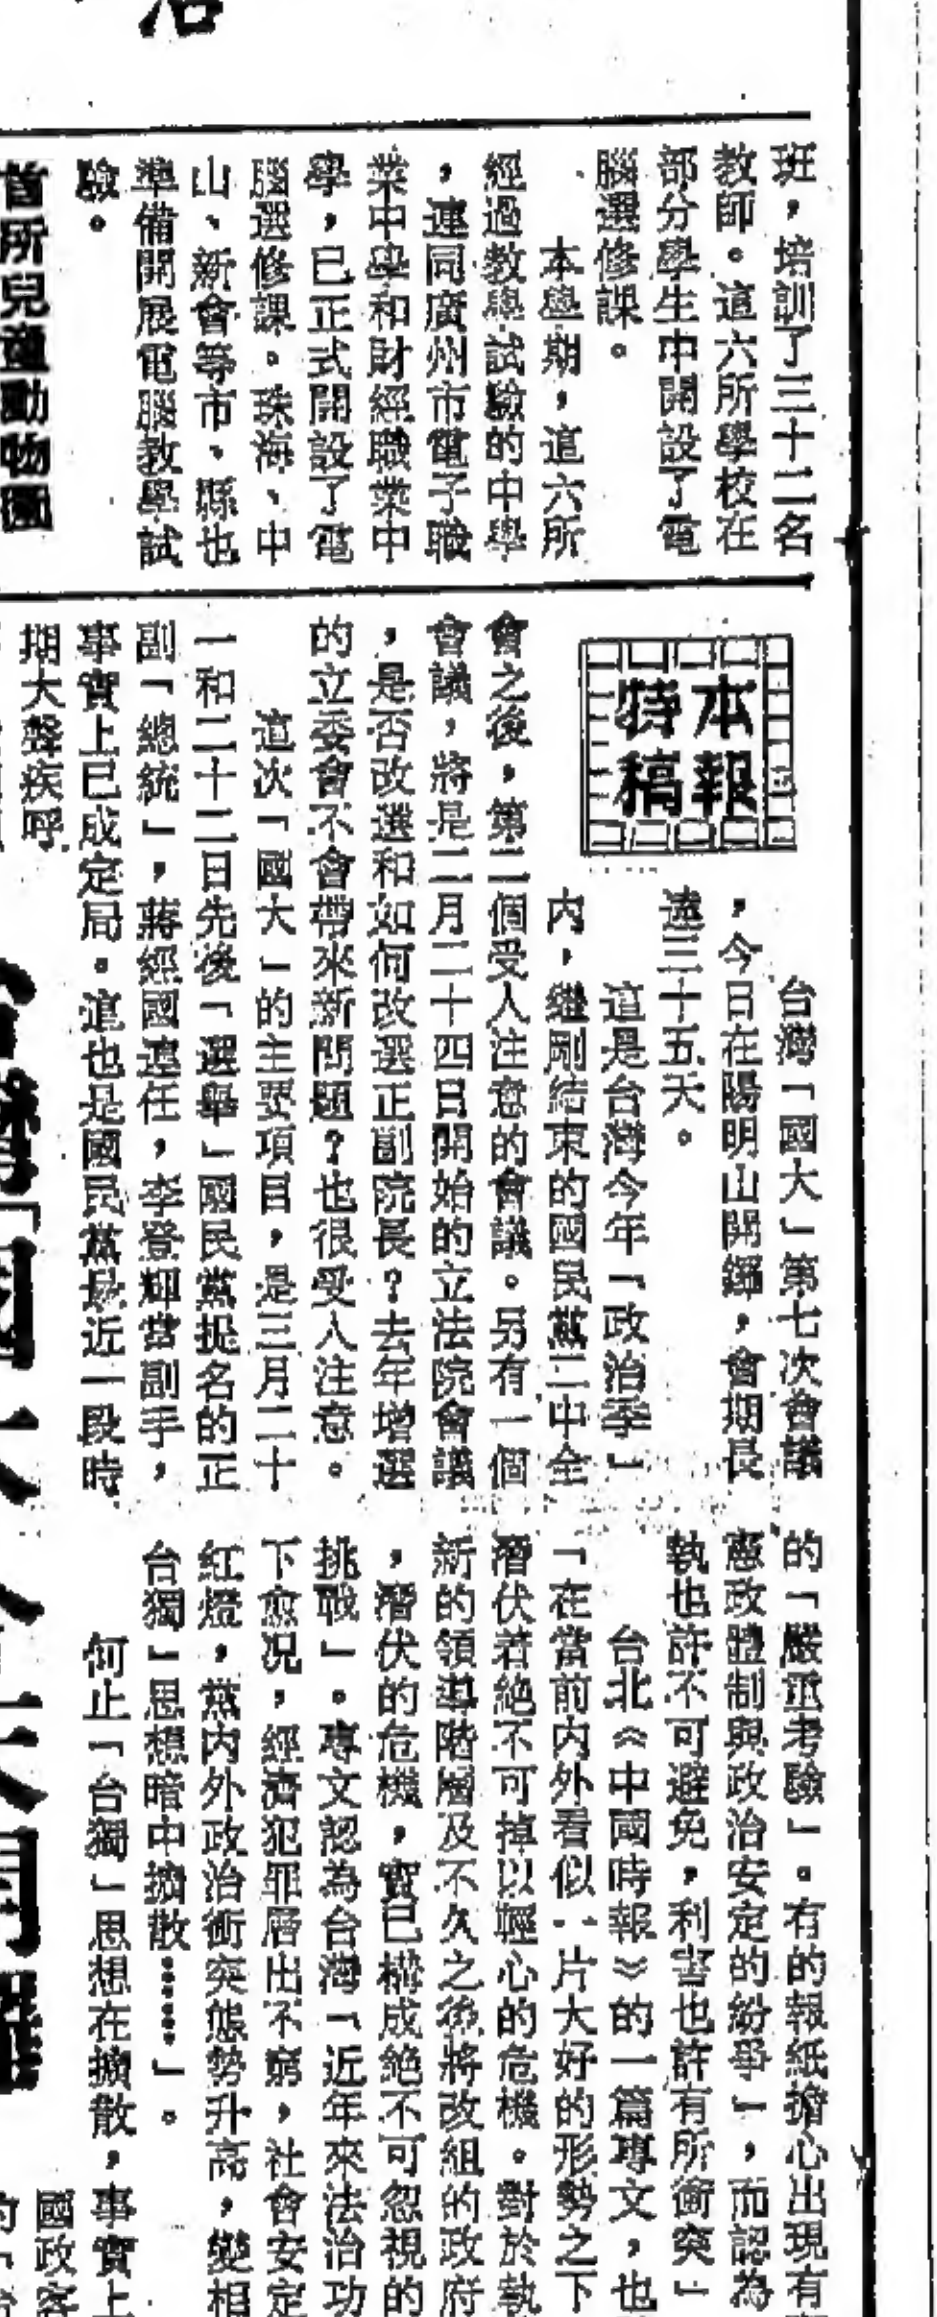 治
班，培訓了三十二名
教師。這六所學校在
部分學生中開設了電
腦選修課。
本學期，這六所
經過教學試驗的中學
，連同廣州市電子職
業中學和財經職業中
學，已正式開設了電
腦選修課。珠海、中
山、新會等市、縣也
準備開展電腦教學試
驗。
首所兒童動物園
本報
特稿
台灣「國大」第七次會議
，今日在陽明山開鑼，會期長
達三十五天。
這是台灣今年「政治季」
內，繼剛結束的國民黨二中全
會之後，第二個受人注意的會議。另有一個
會議，將是二月二十四日開始的立法院會議
，是否改選和如何改選正副院長？去年增選
的立委會不會帶來新問題？也很受人注意。
這次「國大」的主要項目，是三月二十
一和二十二日先後「選舉」國民黨提名的正
副「總統」，蔣經國連任，李登輝當副手，
事實上已成定局。這也是國民黨最近一段時
期大聲疾呼
的「嚴重考驗」。有的報紙擔心出現有
憲政體制與政治安定的紛爭」，而認為
執也許不可避免，利害也許有所衝突」
台北《中國時報》的一篇專文，也
「在當前內外看似一片大好的形勢之下
潛伏若絕不可掉以輕心的危機。對於執
新的領導階層及不久之後將改組的政府
，潛伏的危機，實已構成絕不可忽視的
挑戰」。專文認為台灣「近年來法治功
下愈况，經濟犯罪層出不窮，社會安定
紅燈，黨內外政治衝突態勢升高，變相
台獨」思想暗中擴散……」。
何止「台獨」思想在擴散，事實上
國政客
台灣「國大